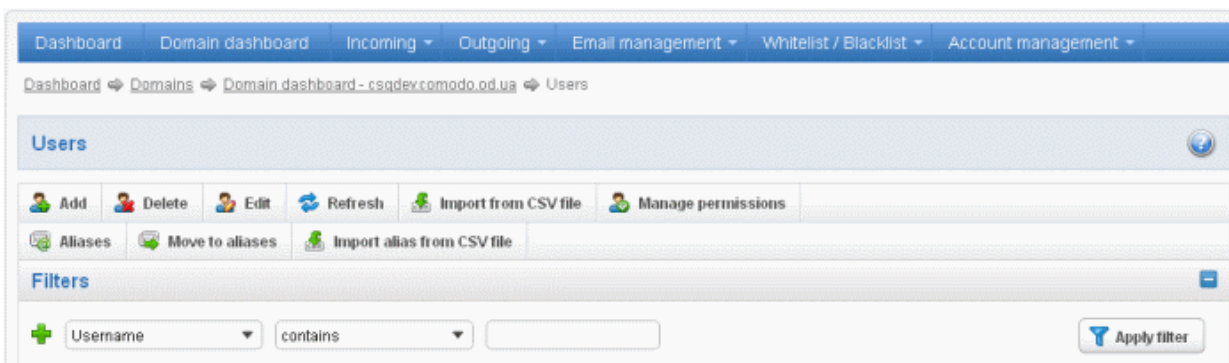 Dashboard Domain dashboard Incoming Outgoing Email management Whitelist / Blacklist Account management
Dashboard Domains Domain dashboard - csgdev.comodo.od.ua Users
Users
Add Delete Edit Refresh Import from CSV file Manage permissions
Aliases Move to aliases Import alias from CSV file
Filters
Username contains Apply filter